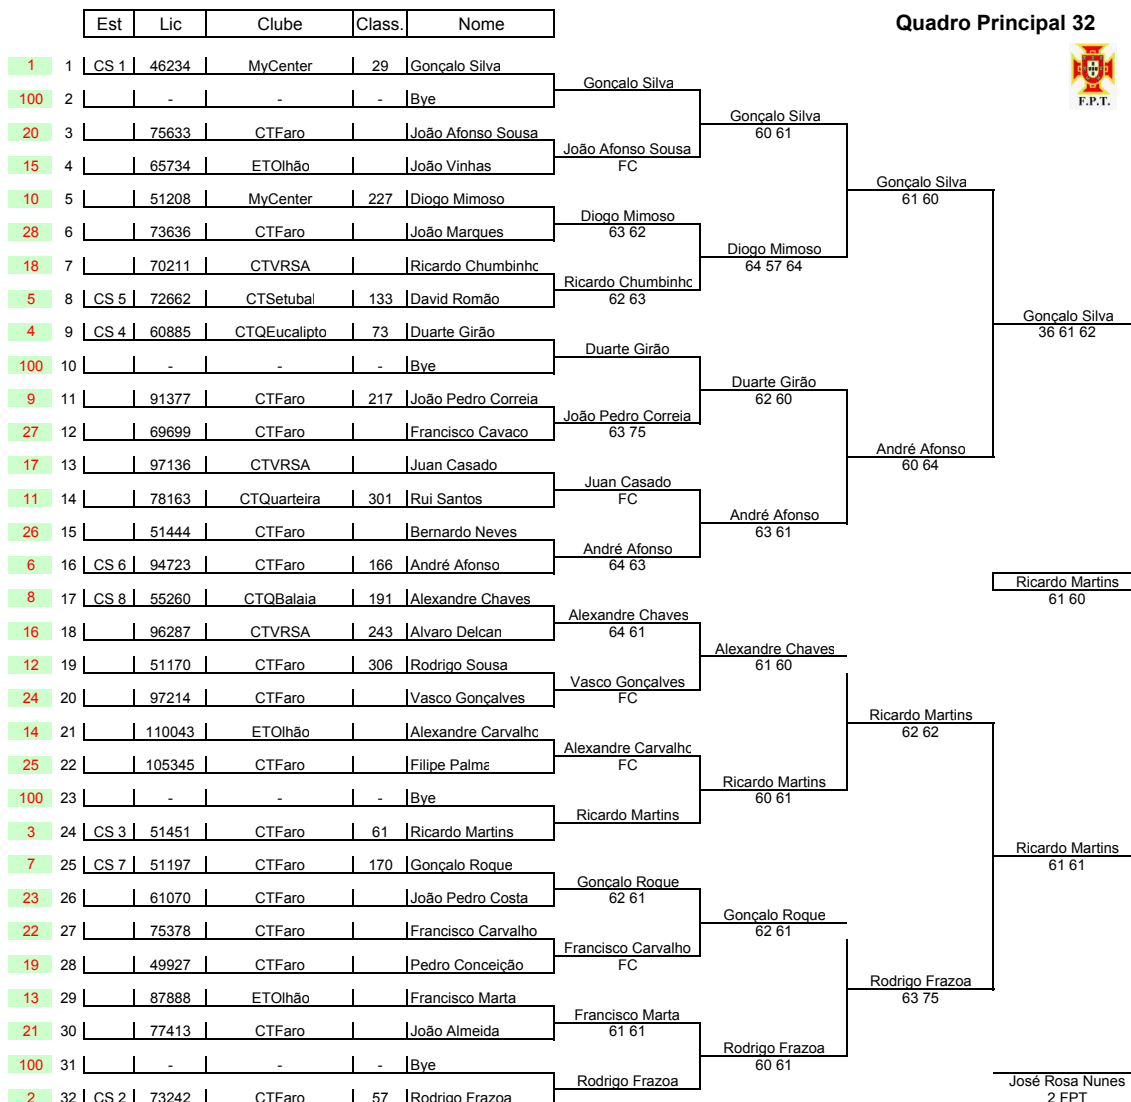 Est Lic Clube Class. Nome Quadro Principal 32
F.P.T.
1 1 CS 1 46234 MyCenter 29 Gonçalo Silva
Gonçalo Silva
100 2 - - - Bye
Gonçalo Silva
60 61
20 3 75633 CTFaro João Afonso Sousa
João Afonso Sousa
FC
15 4 65734 ETOlhão João Vinhas
Gonçalo Silva
61 60
10 5 51208 MyCenter 227 Diogo Mimoso
Diogo Mimoso
63 62
28 6 73636 CTFaro João Marques
Diogo Mimoso
64 57 64
18 7 70211 CTVRSA Ricardo Chumbinho
Ricardo Chumbinho
62 63
5 8 CS 5 72662 CTSetubal 133 David Romão
Gonçalo Silva
36 61 62
4 9 CS 4 60885 CTQEucalipto 73 Duarte Girão
Duarte Girão
100 10 - - - Bye
Duarte Girão
62 60
9 11 91377 CTFaro 217 João Pedro Correia
João Pedro Correia
63 75
27 12 69699 CTFaro Francisco Cavaco
André Afonso
60 64
17 13 97136 CTVRSA Juan Casado
Juan Casado
FC
11 14 78163 CTQuarteira 301 Rui Santos
André Afonso
63 61
26 15 51444 CTFaro Bernardo Neves
André Afonso
64 63
6 16 CS 6 94723 CTFaro 166 André Afonso
Ricardo Martins
61 60
8 17 CS 8 55260 CTQBalaia 191 Alexandre Chaves
Alexandre Chaves
64 61
16 18 96287 CTVRSA 243 Alvaro Delcan
Alexandre Chaves
61 60
12 19 51170 CTFaro 306 Rodrigo Sousa
Vasco Gonçalves
FC
24 20 97214 CTFaro Vasco Gonçalves
Ricardo Martins
62 62
14 21 110043 ETOlhão Alexandre Carvalho
Alexandre Carvalho
FC
25 22 105345 CTFaro Filipe Palma
Ricardo Martins
60 61
100 23 - - - Bye
Ricardo Martins
3 24 CS 3 51451 CTFaro 61 Ricardo Martins
Ricardo Martins
61 61
7 25 CS 7 51197 CTFaro 170 Gonçalo Roque
Gonçalo Roque
62 61
23 26 61070 CTFaro João Pedro Costa
Gonçalo Roque
62 61
22 27 75378 CTFaro Francisco Carvalho
Francisco Carvalho
FC
19 28 49927 CTFaro Pedro Conceição
Rodrigo Frazoa
63 75
13 29 87888 ETOlhão Francisco Marta
Francisco Marta
61 61
21 30 77413 CTFaro João Almeida
Rodrigo Frazoa
60 61
100 31 - - - Bye
Rodrigo Frazoa
José Rosa Nunes
2 32 CS 2 73242 CTFaro 57 Rodrigo Frazoa
2 FPT